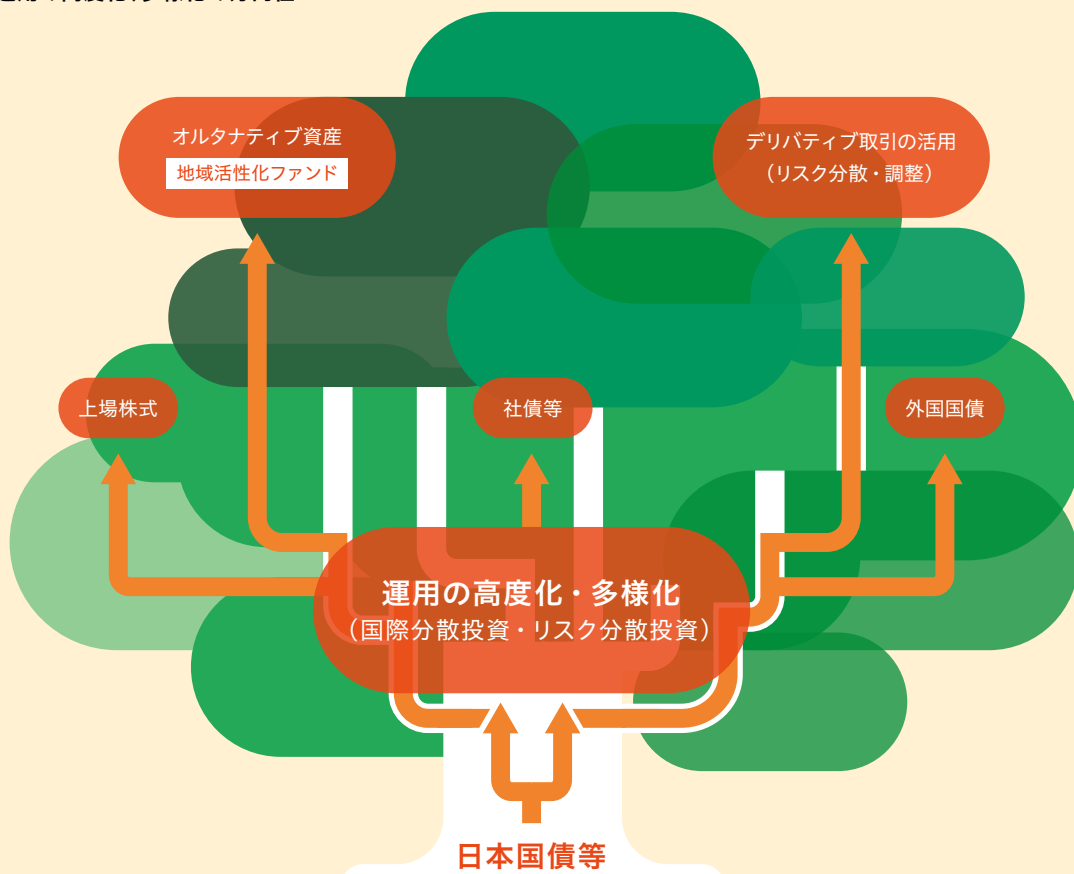 オルタナティブ資産
地域活性化ファンド
デリバティブ取引の活用
（リスク分散・調整）
上場株式
社債等
外国国債
運用の高度化・多様化
（国際分散投資・リスク分散投資）
日本国債等